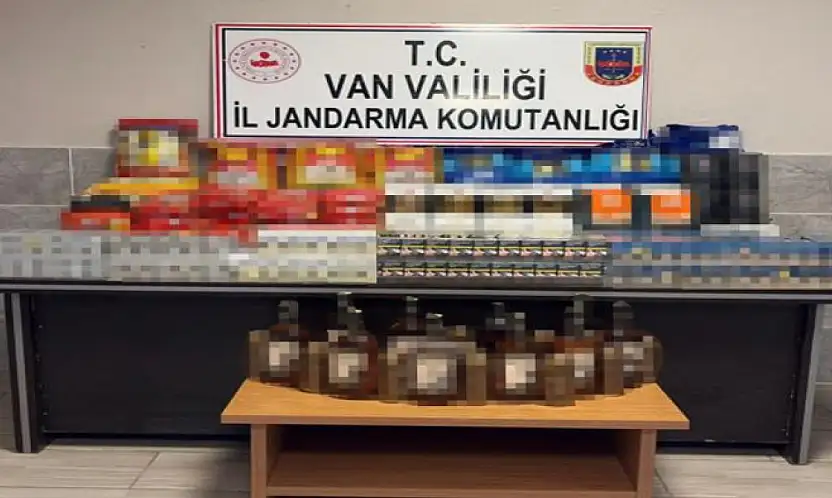 T.C.
VAN VALİLİĞİ
İL JANDARMA KOMUTANLIĞI